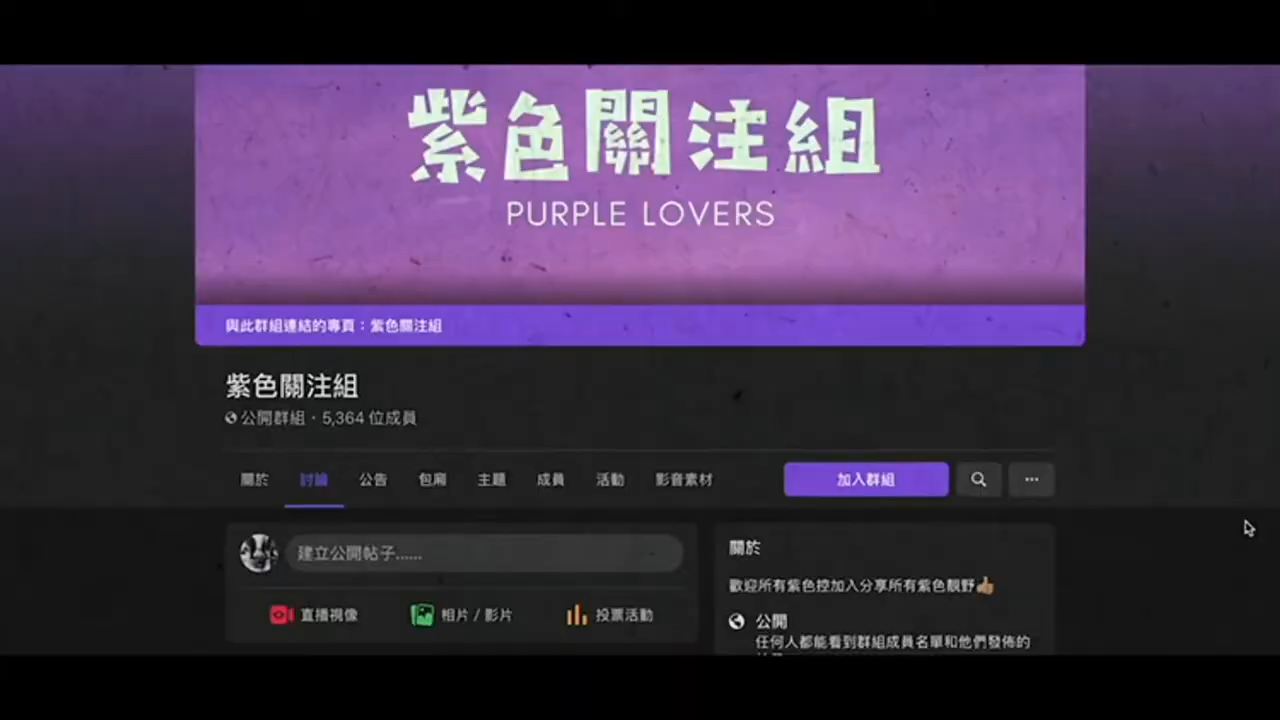 紫色關注組
PURPLE LOVERS
與此群組連結的專頁：紫色關注組
紫色關注組
公開群組・5,364 位成員
關於 討論 公告 包廂 主題 成員 活動 影音素材 加入群組
建立公開帖子......
直播視像 相片 / 影片 投票活動
關於
歡迎所有紫色控加入分享所有紫色靚野👍🏽
公開
任何人都能看到群組成員名單和他們發佈的